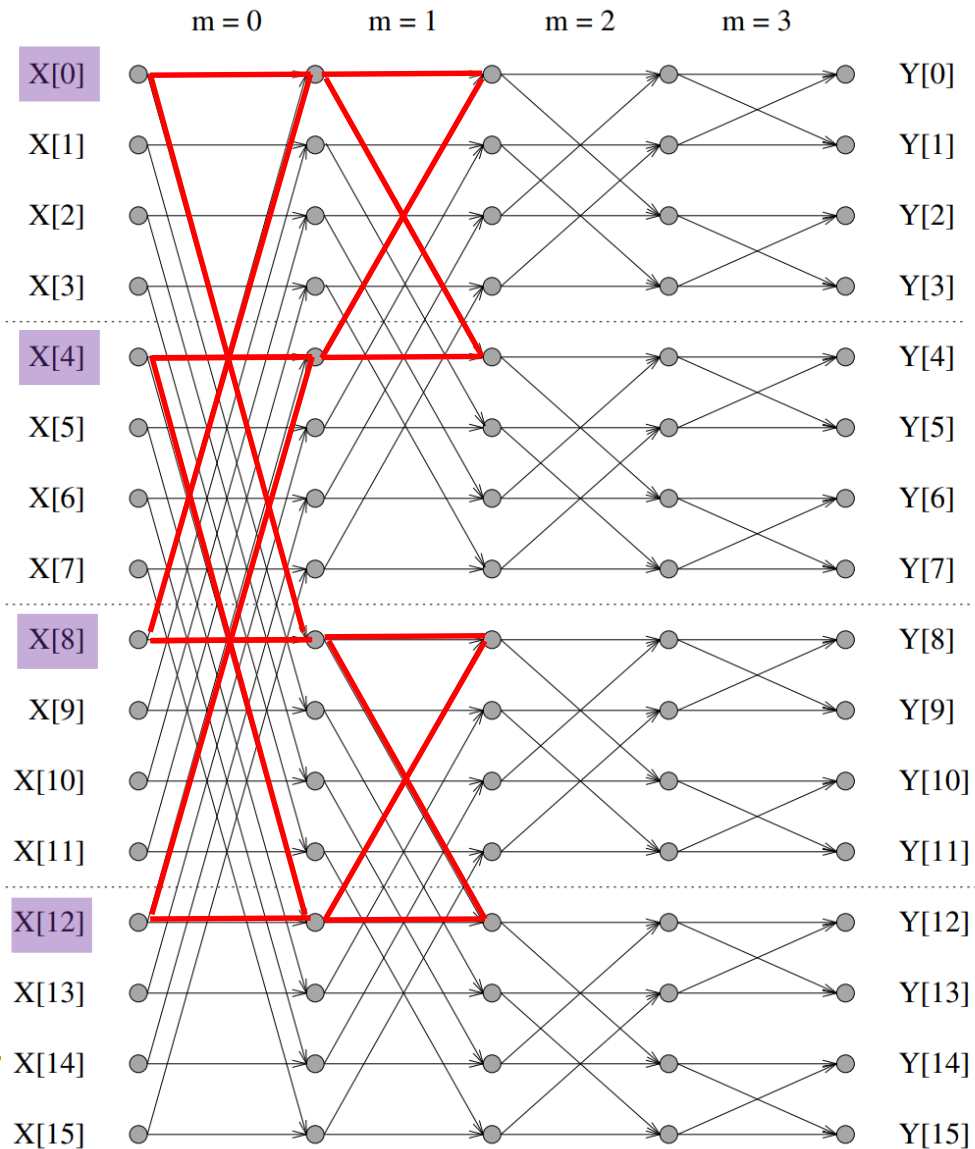 m = 0 m = 1 m = 2 m = 3
X[0] Y[0]
X[1] Y[1]
X[2] Y[2]
X[3] Y[3]
X[4] Y[4]
X[5] Y[5]
X[6] Y[6]
X[7] Y[7]
X[8] Y[8]
X[9] Y[9]
X[10] Y[10]
X[11] Y[11]
X[12] Y[12]
X[13] Y[13]
X[14] Y[14]
X[15] Y[15]